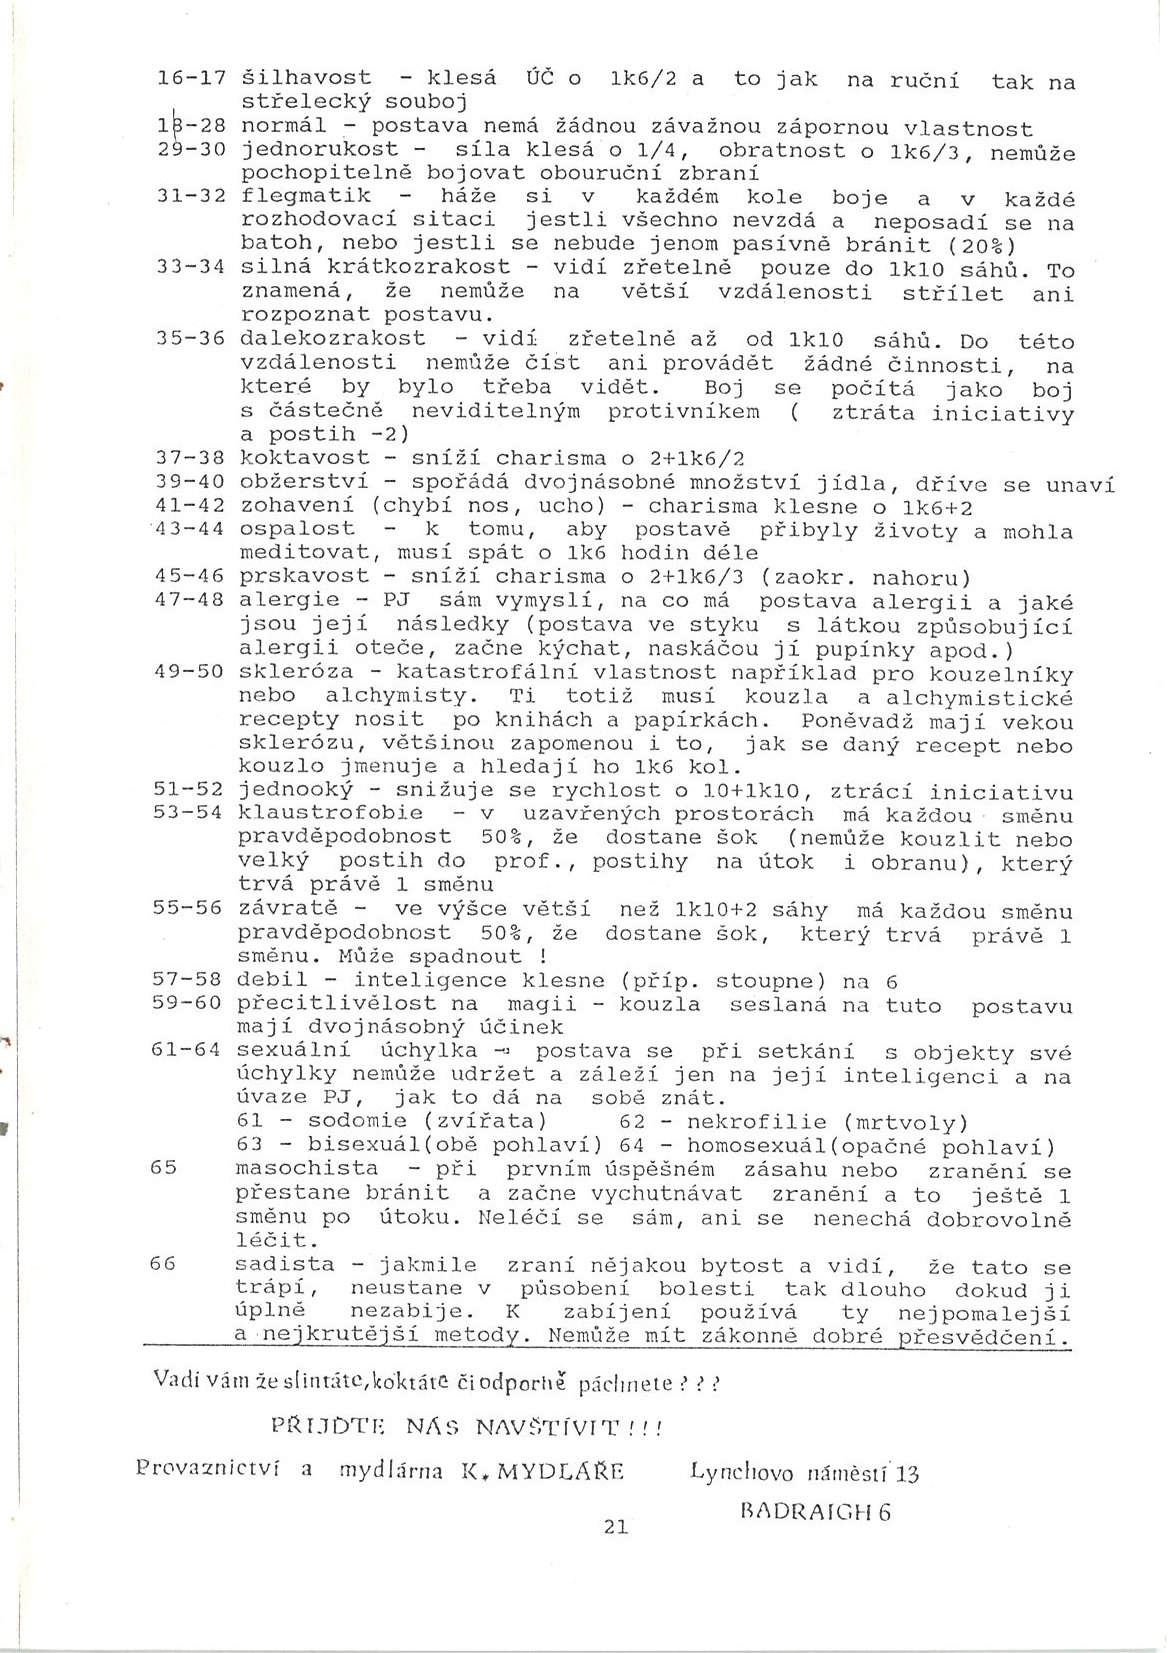 16-17 šilhavost - klesá ÚČ o 1k6/2 a to jak na ruční tak na
střelecký souboj
18-28 normál - postava nemá žádnou závažnou zápornou vlastnost
29-30 jednorukost - síla klesá o 1/4, obratnost o 1k6/3, nemůže
pochopitelně bojovat obouruční zbraní
31-32 flegmatik - háže si v každém kole boje a v každé
rozhodovací sitaci jestli všechno nevzdá a neposadí se na
batoh, nebo jestli se nebude jenom pasívně bránit (20%)
33-34 silná krátkozrakost - vidí zřetelně pouze do 1k10 sáhů. To
znamená, že nemůže na větší vzdálenosti střílet ani
rozpoznat postavu.
35-36 dalekozrakost - vidí zřetelně až od 1k10 sáhů. Do této
vzdálenosti nemůže číst ani provádět žádné činnosti, na
které by bylo třeba vidět. Boj se počítá jako boj
s částečně neviditelným protivníkem ( ztráta iniciativy
a postih -2)
37-38 koktavost - sníží charisma o 2+1k6/2
39-40 obžerství - spořádá dvojnásobné množství jídla, dříve se unaví
41-42 zohavení (chybí nos, ucho) - charisma klesne o 1k6+2
43-44 ospalost - k tomu, aby postavě přibyly životy a mohla
meditovat, musí spát o 1k6 hodin déle
45-46 prskavost - sníží charisma o 2+1k6/3 (zaokr. nahoru)
47-48 alergie - PJ sám vymyslí, na co má postava alergii a jaké
jsou její následky (postava ve styku s látkou způsobující
alergii oteče, začne kýchat, naskáčou jí pupínky apod.)
49-50 skleróza - katastrofální vlastnost například pro kouzelníky
nebo alchymisty. Ti totiž musí kouzla a alchymistické
recepty nosit po knihách a papírkách. Poněvadž mají vekou
sklerózu, většinou zapomenou i to, jak se daný recept nebo
kouzlo jmenuje a hledají ho 1k6 kol.
51-52 jednooký - snižuje se rychlost o 10+1k10, ztrácí iniciativu
53-54 klaustrofobie - v uzavřených prostorách má každou směnu
pravděpodobnost 50%, že dostane šok (nemůže kouzlit nebo
velký postih do prof., postihy na útok i obranu), který
trvá právě 1 směnu
55-56 závratě - ve výšce větší než 1k10+2 sáhy má každou směnu
pravděpodobnost 50%, že dostane šok, který trvá právě 1
směnu. Může spadnout !
57-58 debil - inteligence klesne (příp. stoupne) na 6
59-60 přecitlivělost na magii - kouzla seslaná na tuto postavu
mají dvojnásobný účinek
61-64 sexuální úchylka - postava se při setkání s objekty své
úchylky nemůže udržet a záleží jen na její inteligenci a na
úvaze PJ, jak to dá na sobě znát.
61 - sodomie (zvířata) 62 - nekrofilie (mrtvoly)
63 - bisexuál(obě pohlaví) 64 - homosexuál(opačné pohlaví)
65 masochista - při prvním úspěšném zásahu nebo zranění se
přestane bránit a začne vychutnávat zranění a to ještě 1
směnu po útoku. Neléčí se sám, ani se nenechá dobrovolně
léčit.
66 sadista - jakmile zraní nějakou bytost a vidí, že tato se
trápí, neustane v působení bolesti tak dlouho dokud ji
úplně nezabije. K zabíjení používá ty nejpomalejší
a nejkrutější metody. Nemůže mít zákonně dobré přesvědčení.
Vadí vám že slintáte, koktáte či odporně páchnete ? ? ?
PŘIJĎTE NÁS NAVŠTÍVIT ! ! !
Provaznictví a mydlárna K. MYDLÁŘE Lynchovo náměstí 13
BADRAIGH 6
21